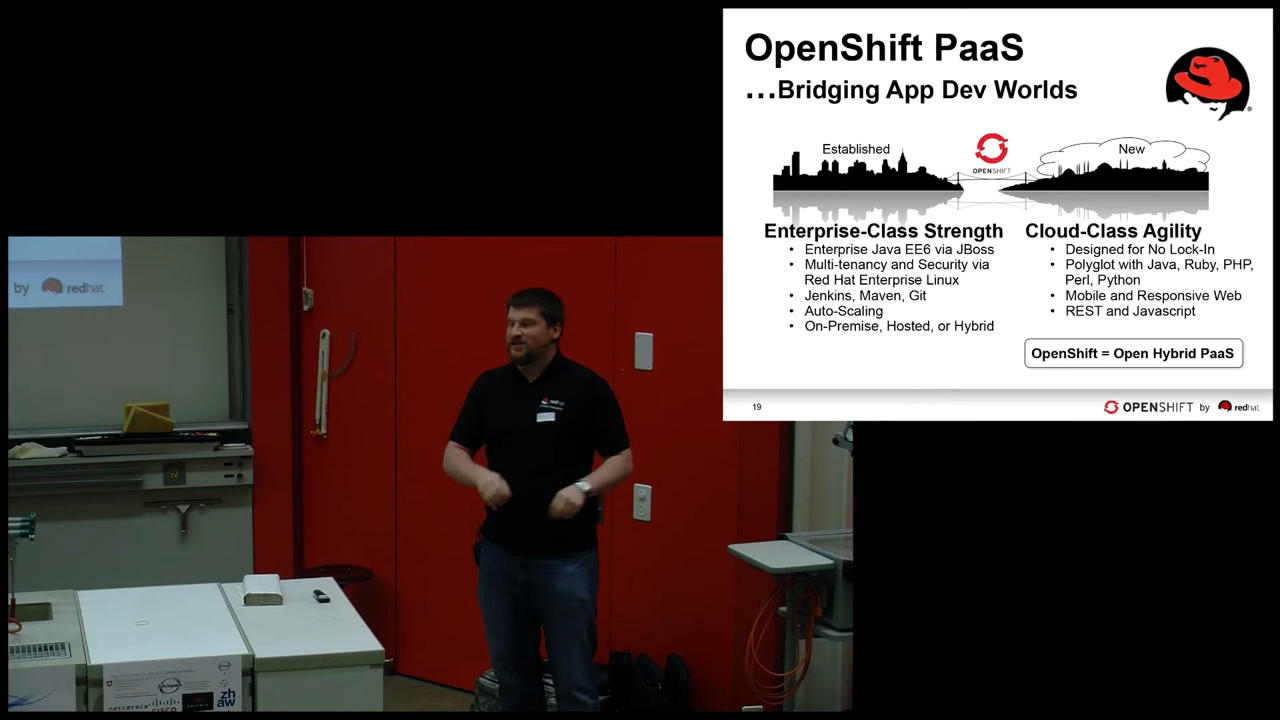 OpenShift PaaS
...Bridging App Dev Worlds
Established
New
OPENSHIFT
Enterprise-Class Strength
• Enterprise Java EE6 via JBoss
• Multi-tenancy and Security via
Red Hat Enterprise Linux
• Jenkins, Maven, Git
• Auto-Scaling
• On-Premise, Hosted, or Hybrid
Cloud-Class Agility
• Designed for No Lock-In
• Polyglot with Java, Ruby, PHP,
Perl, Python
• Mobile and Responsive Web
• REST and Javascript
OpenShift = Open Hybrid PaaS
19
OPENSHIFT by redhat.
by redhat.
redhat
netcetera
CISCO
zh
aw